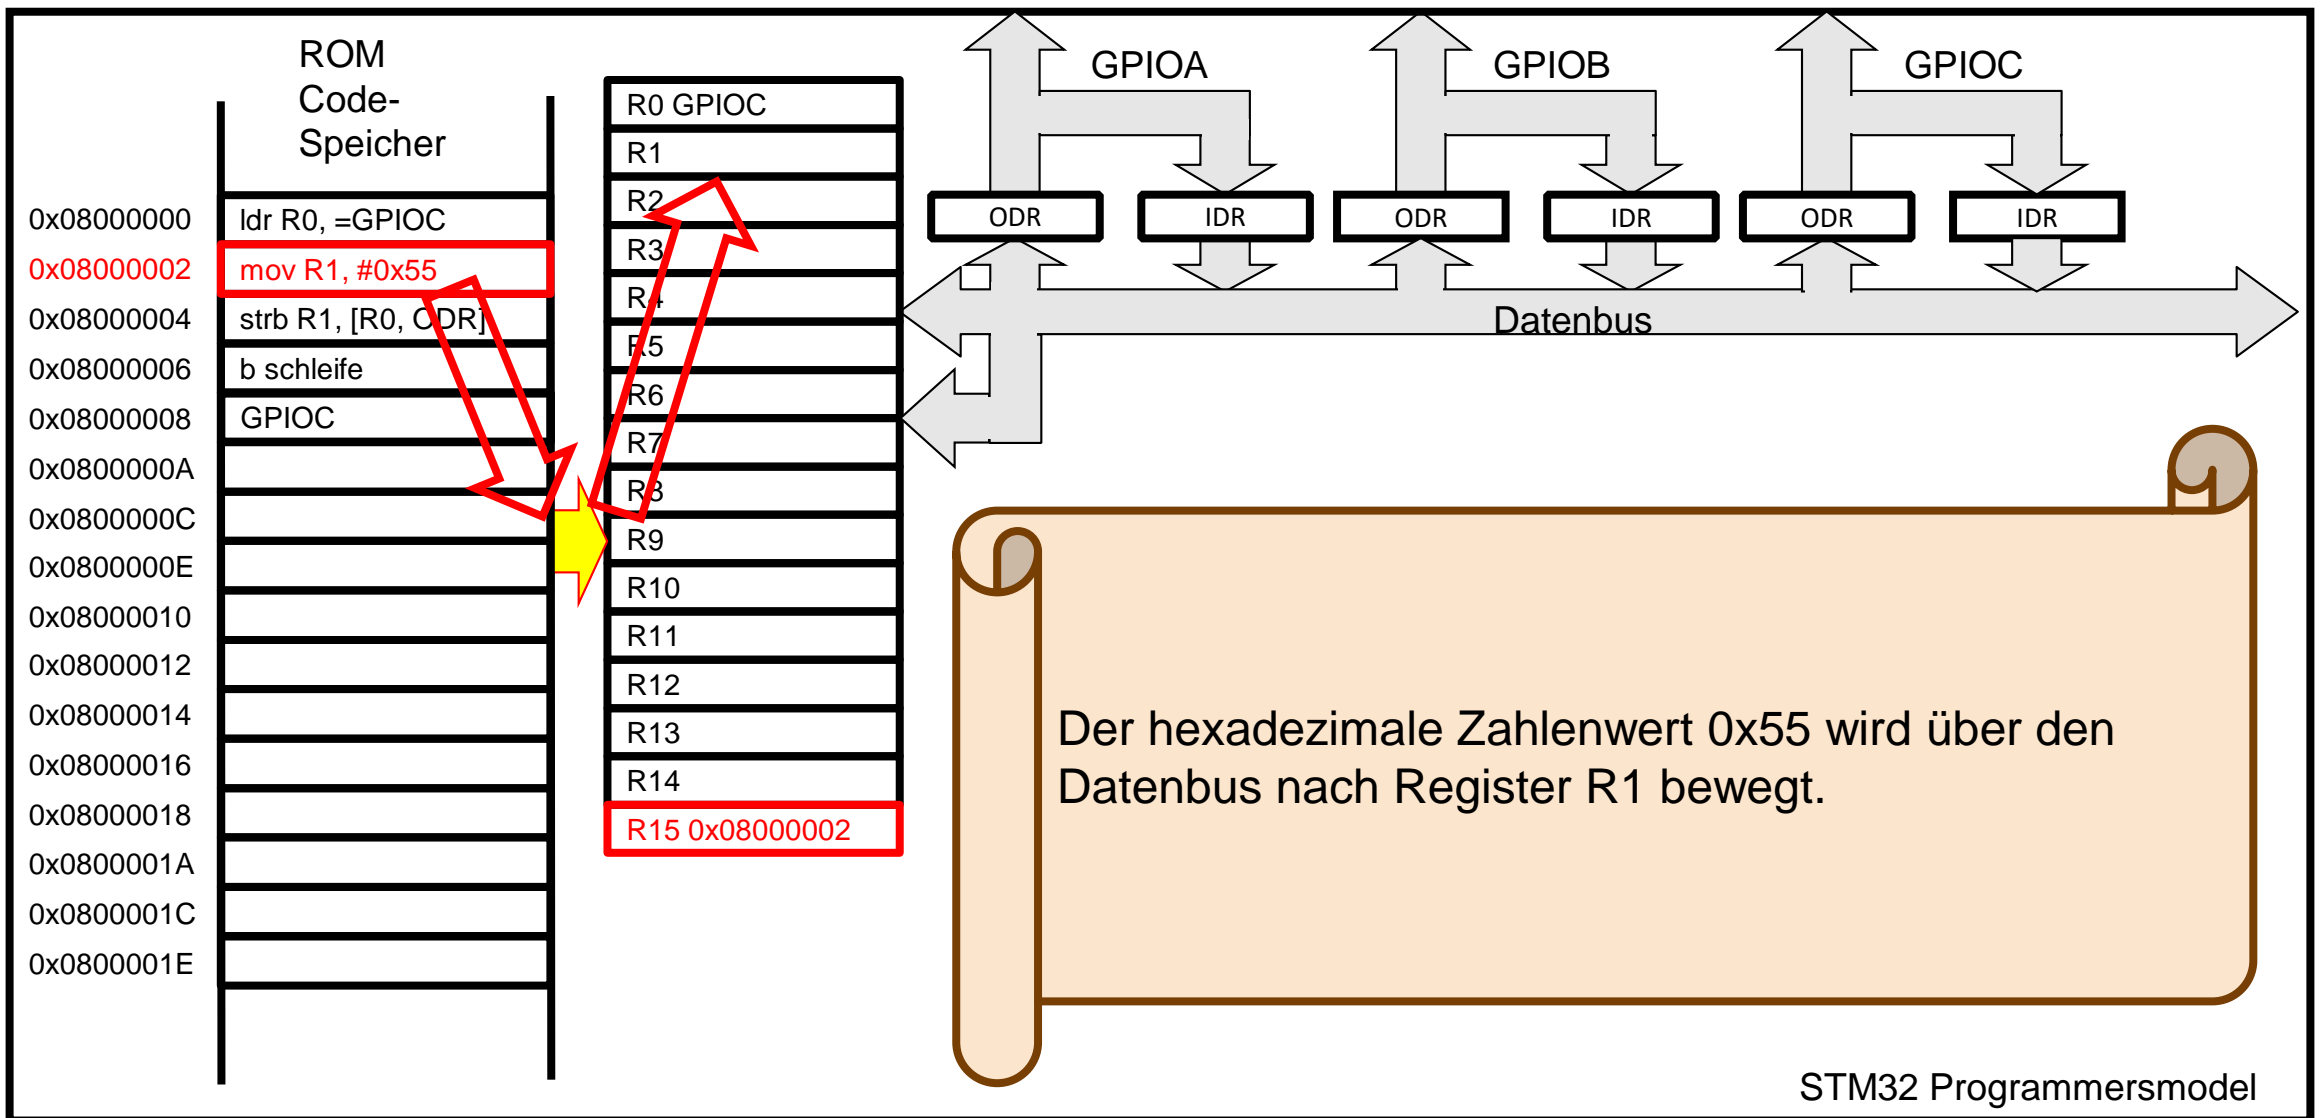 ROM
Code-
Speicher
0x08000000 ldr R0, =GPIOC
0x08000002 mov R1, #0x55
0x08000004 strb R1, [R0, ODR]
0x08000006 b schleife
0x08000008 GPIOC
0x0800000A
0x0800000C
0x0800000E
0x08000010
0x08000012
0x08000014
0x08000016
0x08000018
0x0800001A
0x0800001C
0x0800001E
R0 GPIOC
R1
R2
R3
R4
R5
R6
R7
R8
R9
R10
R11
R12
R13
R14
R15 0x08000002
GPIOA GPIOB GPIOC
ODR IDR ODR IDR ODR IDR
Datenbus
Der hexadezimale Zahlenwert 0x55 wird über den
Datenbus nach Register R1 bewegt.
STM32 Programmersmodel